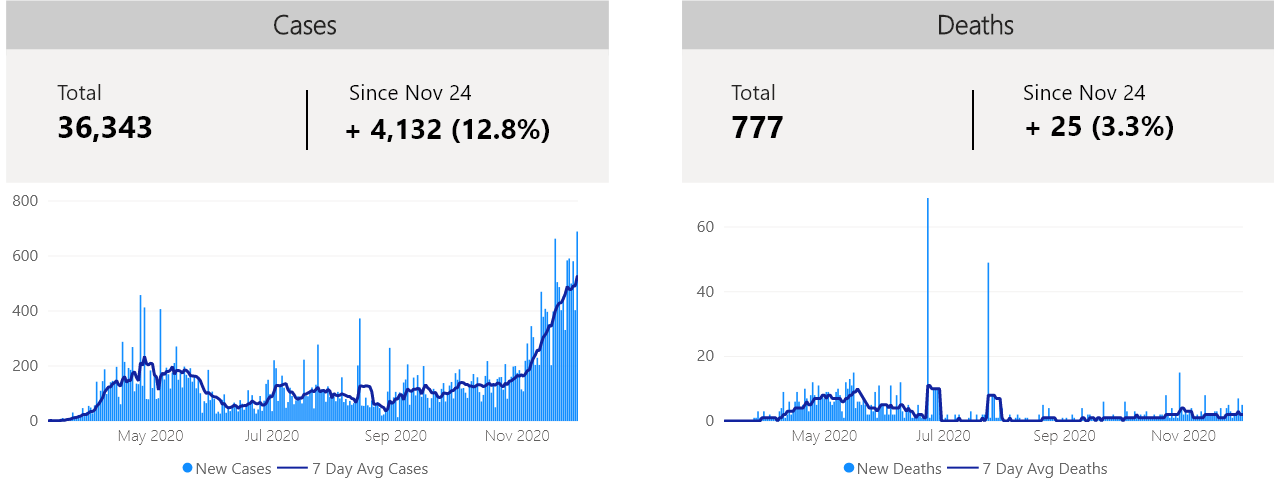 Cases
Total
36,343
Since Nov 24
+ 4,132 (12.8%)
800
600
400
200
0
May 2020
Jul 2020
Sep 2020
Nov 2020
New Cases
7 Day Avg Cases
Deaths
Total
777
Since Nov 24
+ 25 (3.3%)
60
40
20
0
May 2020
Jul 2020
Sep 2020
Nov 2020
New Deaths
7 Day Avg Deaths